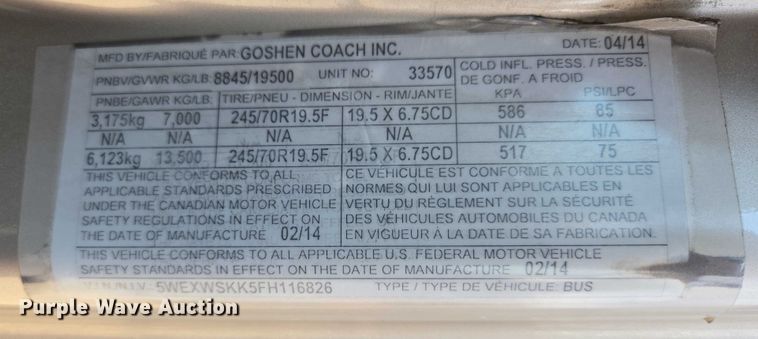 MFD BY/FABRIQUÉ PAR: GOSHEN COACH INC. DATE: 04/14
PNBV/GVWR KG/LB: 8845/19500 UNIT NO: 33570 COLD INFL. PRESS. / PRESS. DE GONF. A FROID
PNBE/GAWR KG/LB: TIRE/PNEU - DIMENSION - RIM/JANTE KPA PSI/LPC
3,175kg 7,000 245/70R19.5F 19.5 X 6.75CD 586 85
N/A N/A N/A N/A N/A N/A
6,123kg 13,500 245/70R19.5F 19.5 X 6.75CD 517 75
THIS VEHICLE CONFORMS TO ALL
APPLICABLE STANDARDS PRESCRIBED
UNDER THE CANADIAN MOTOR VEHICLE
SAFETY REGULATIONS IN EFFECT ON
THE DATE OF MANUFACTURE 02/14
CE VÉHICULE EST CONFORME A TOUTES LES
NORMES QUI LUI SONT APPLICABLES EN
VERTU DU RÈGLEMENT SUR LA SÉCURITÉ
DES VÉHICULES AUTOMOBILES DU CANADA
EN VIGUEUR À LA DATE DE SA FABRICATION.
THIS VEHICLE CONFORMS TO ALL APPLICABLE U.S. FEDERAL MOTOR VEHICLE
SAFETY STANDARDS IN EFFECT ON THE DATE OF MANUFACTURE 02/14
V.I.N./N.I.V.: 5WEXWSKK5FH116826 TYPE / TYPE DE VÉHICULE: BUS
Purple Wave Auction